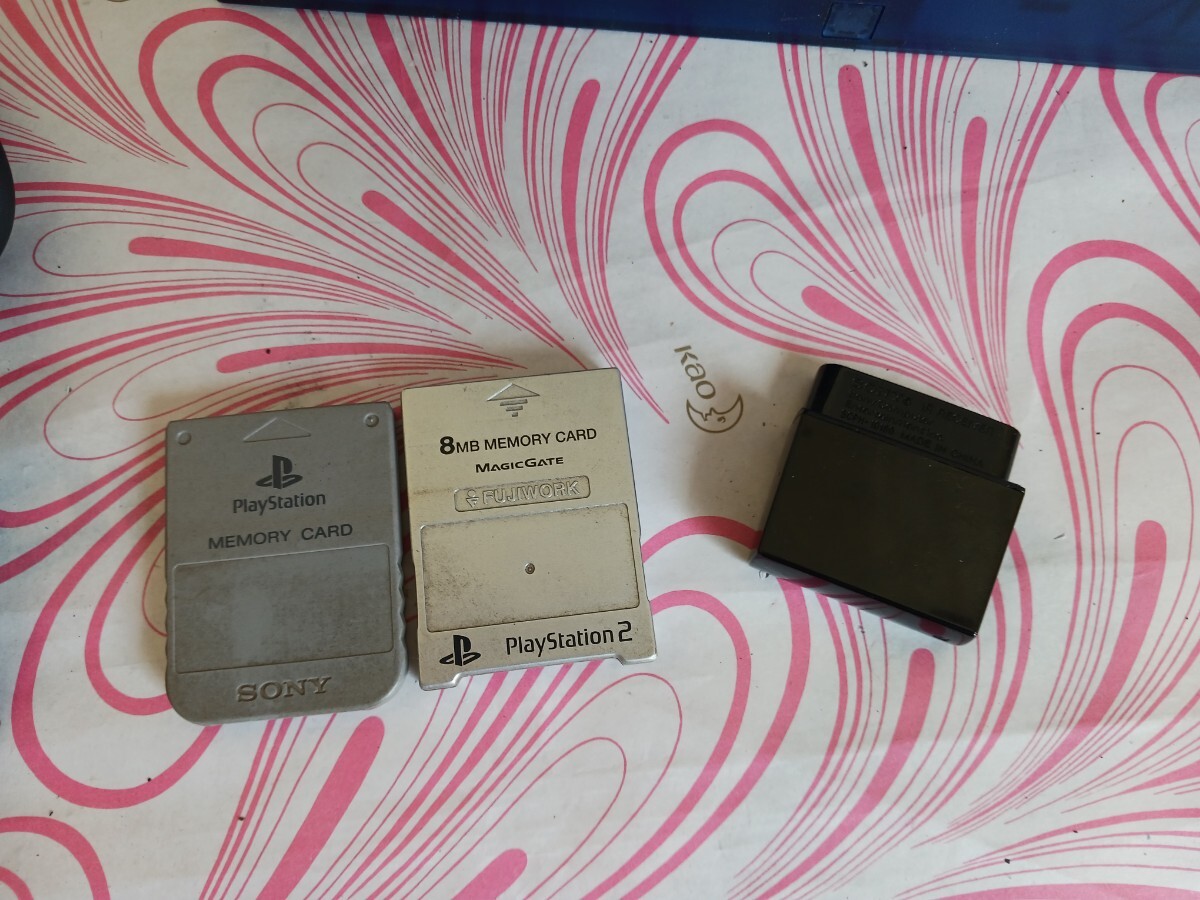 PlayStation
MEMORY CARD
SONY
8MB MEMORY CARD
MAGICGATE
FUJIWORK
PlayStation 2
Kao